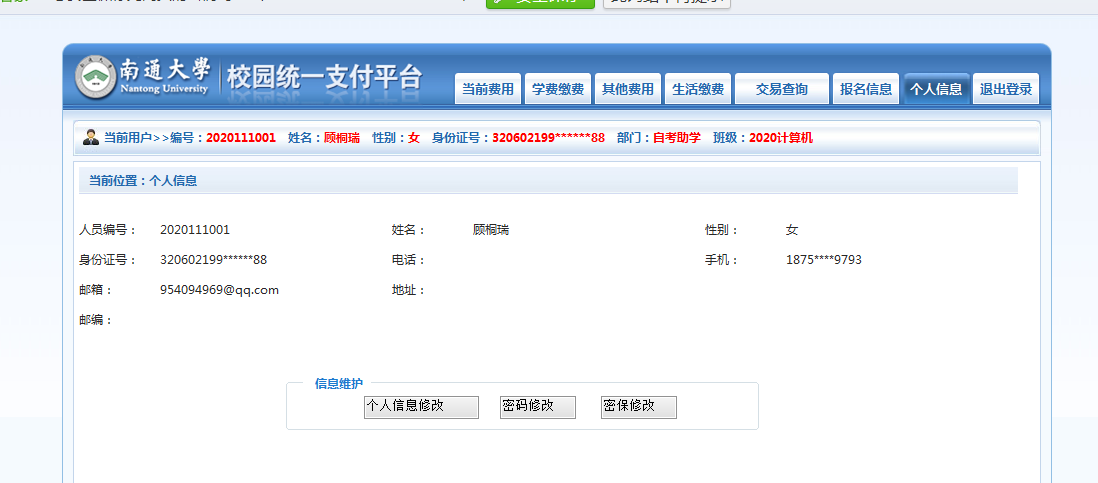 南通大學
Nantong University
校园统一支付平台
当前费用 学费缴费 其他费用 生活缴费 交易查询 报名信息 个人信息 退出登录
当前用户>>编号：2020111001 姓名：顾桐瑞 性别：女 身份证号：320602199******88 部门：自考助学 班级：2020计算机
当前位置：个人信息
人员编号： 2020111001 姓名： 顾桐瑞 性别： 女
身份证号： 320602199******88 电话： 手机： 1875****9793
邮箱： 954094969@qq.com 地址：
邮编：
信息维护
个人信息修改 密码修改 密保修改